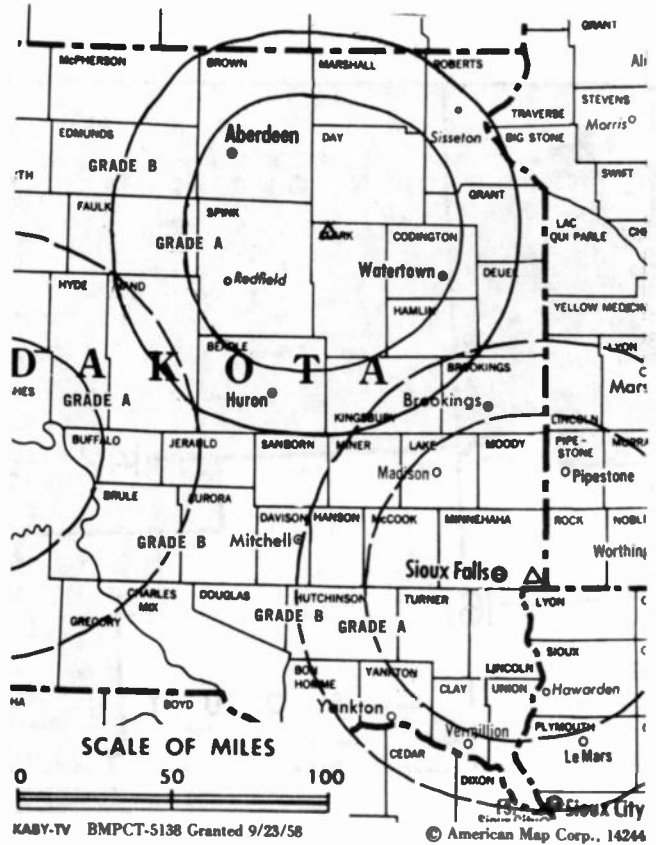 GRANT
McPHERSON BROWN MARSHALL ROBERTS
TRAVERSE STEVENS
Sisseton Morris
EDMUNDS Aberdeen DAY BIG STONE
GRADE B
SWIFT
FAULK SPINK GRANT
GRADE A CLARK CODINGTON LAC QUI PARLE
Redfield Watertown DEUEL
HYDE HAND
HAMLIN YELLOW MEDICIN
BEADLE LYON
D A K O T A BROOKINGS
GRADE A Huron Brookings
KINGSBURY LINCOLN
BUFFALO JERAULD SANBORN MINER LAKE MOODY PIPE-STONE
Madison Pipestone
BRULE AURORA
DAVISON HANSON McCOOK MINNEHAHA ROCK NOBL
GRADE B Mitchell Worthin
Sioux Falls
CHARLES MIX DOUGLAS HUTCHINSON TURNER LYON
GREGORY GRADE B GRADE A
SIOUX
BON HOMME YANKTON LINCOLN
CLAY UNION Hawarden
BOYD Yankton
Vermillion PLYMOUTH
SCALE OF MILES CEDAR Le Mars
DIXON
0 50 100
Sioux City
KABY-TV BMPCT-5138 Granted 9/23/58
© American Map Corp., 14244